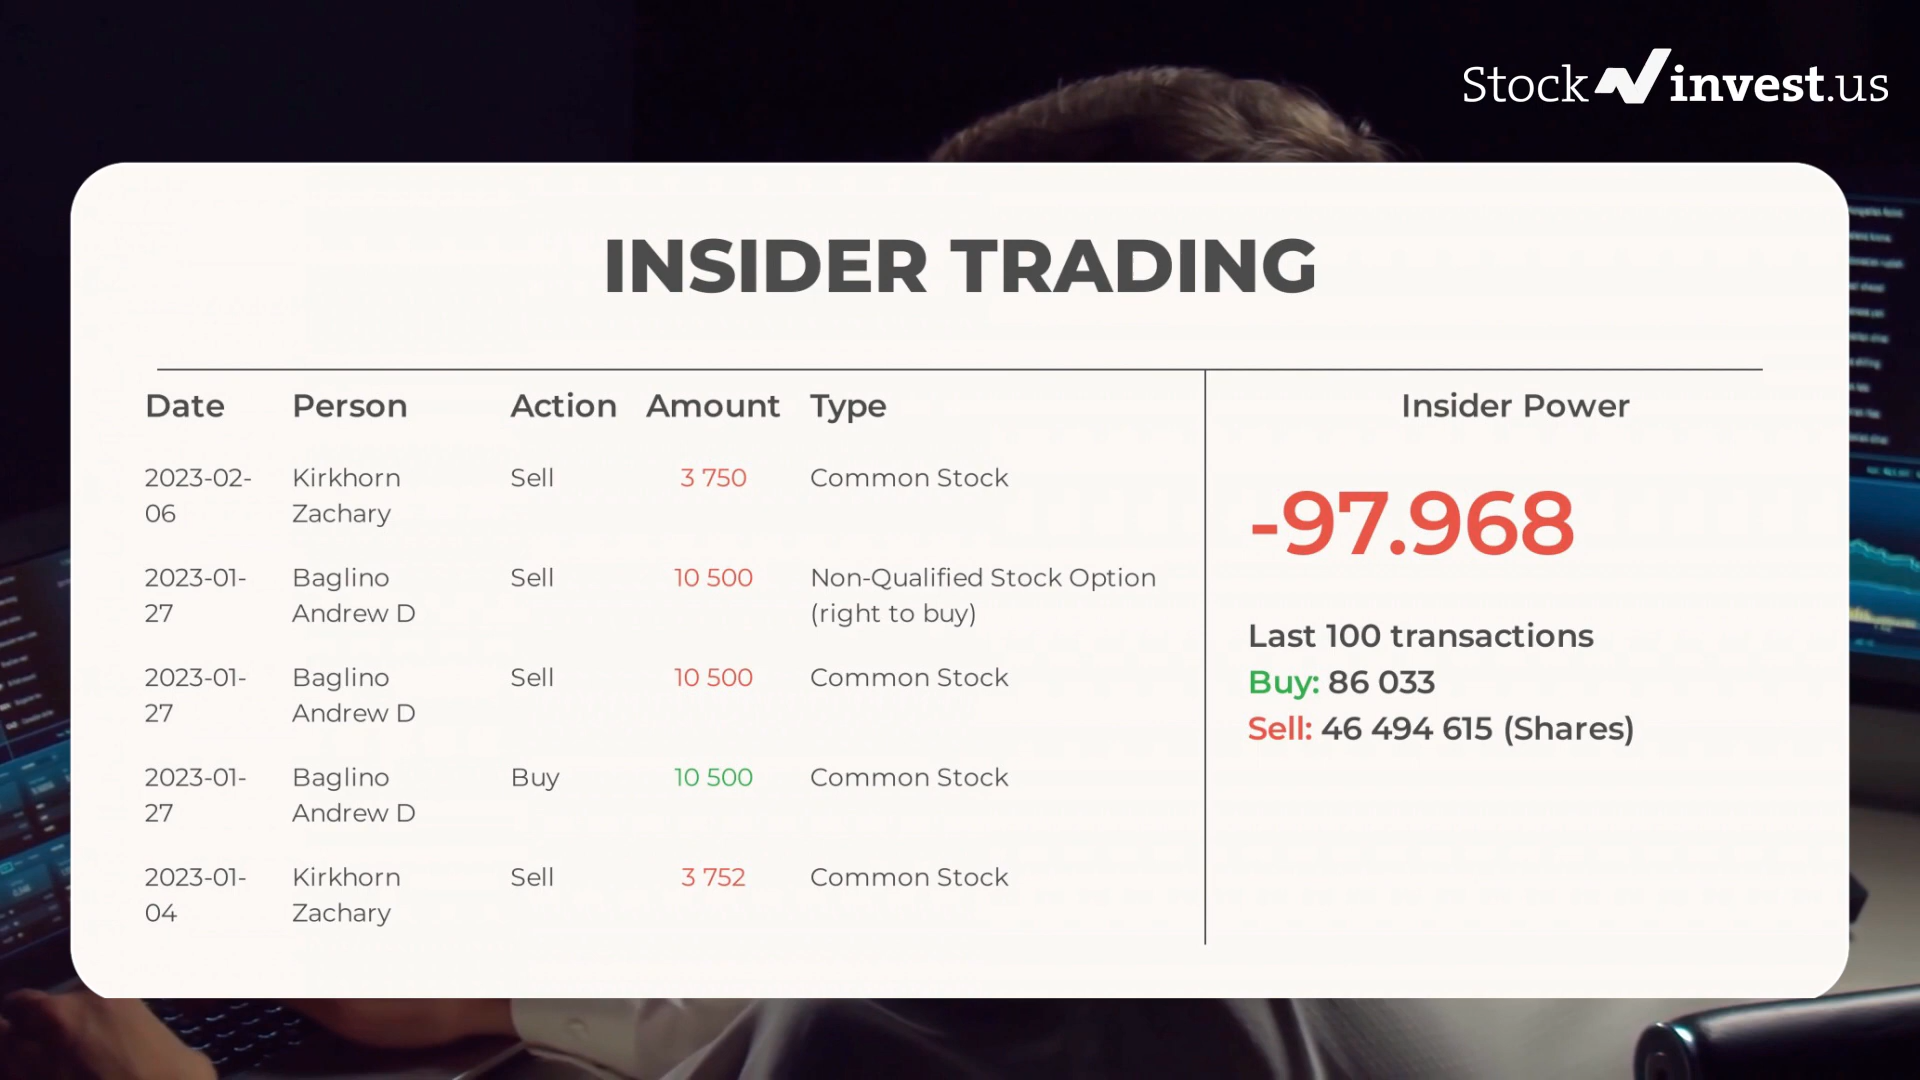 Stock invest.us
INSIDER TRADING
Date Person Action Amount Type
2023-02-
06
Kirkhorn
Zachary
Sell
3 750
Common Stock
2023-01-
27
Baglino
Andrew D
Sell
10 500
Non-Qualified Stock Option
(right to buy)
2023-01-
27
Baglino
Andrew D
Sell
10 500
Common Stock
2023-01-
27
Baglino
Andrew D
Buy
10 500
Common Stock
2023-01-
04
Kirkhorn
Zachary
Sell
3 752
Common Stock
Insider Power
-97.968
Last 100 transactions
Buy: 86 033
Sell: 46 494 615 (Shares)